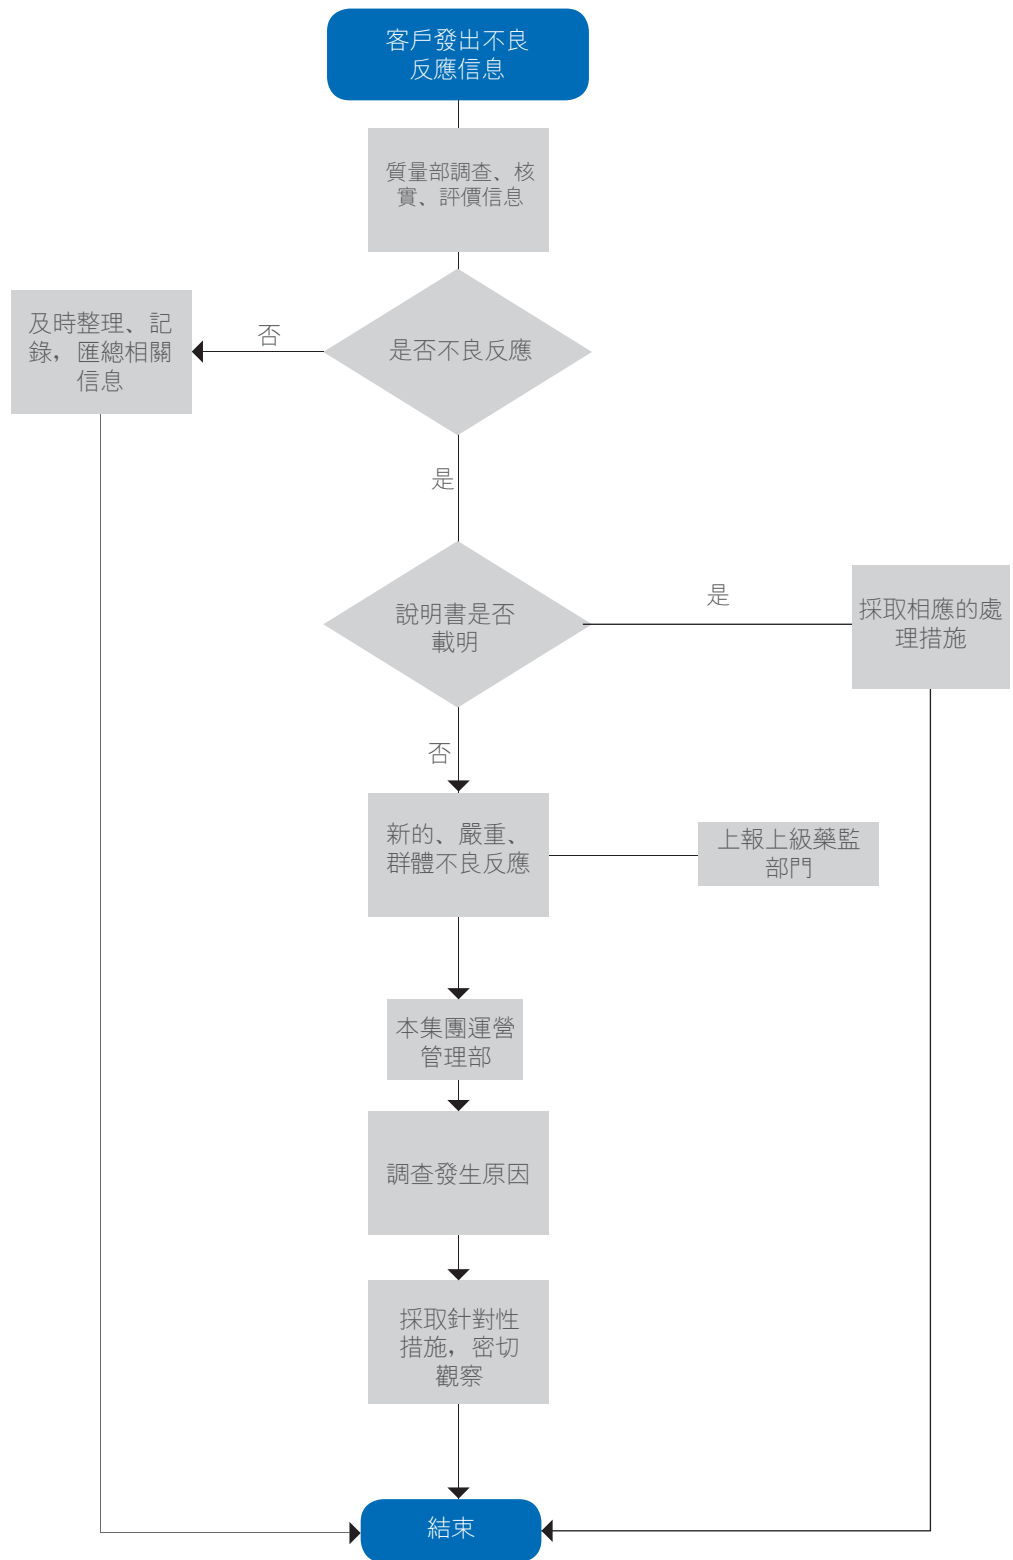 客戶發出不良
反應信息
質量部調查、核
實、評價信息
是否不良反應
否
及時整理、記
錄，匯總相關
信息
是
說明書是否
載明
是
採取相應的處
理措施
否
新的、嚴重、
群體不良反應
上報上級藥監
部門
本集團運營
管理部
調查發生原因
採取針對性
措施，密切
觀察
結束